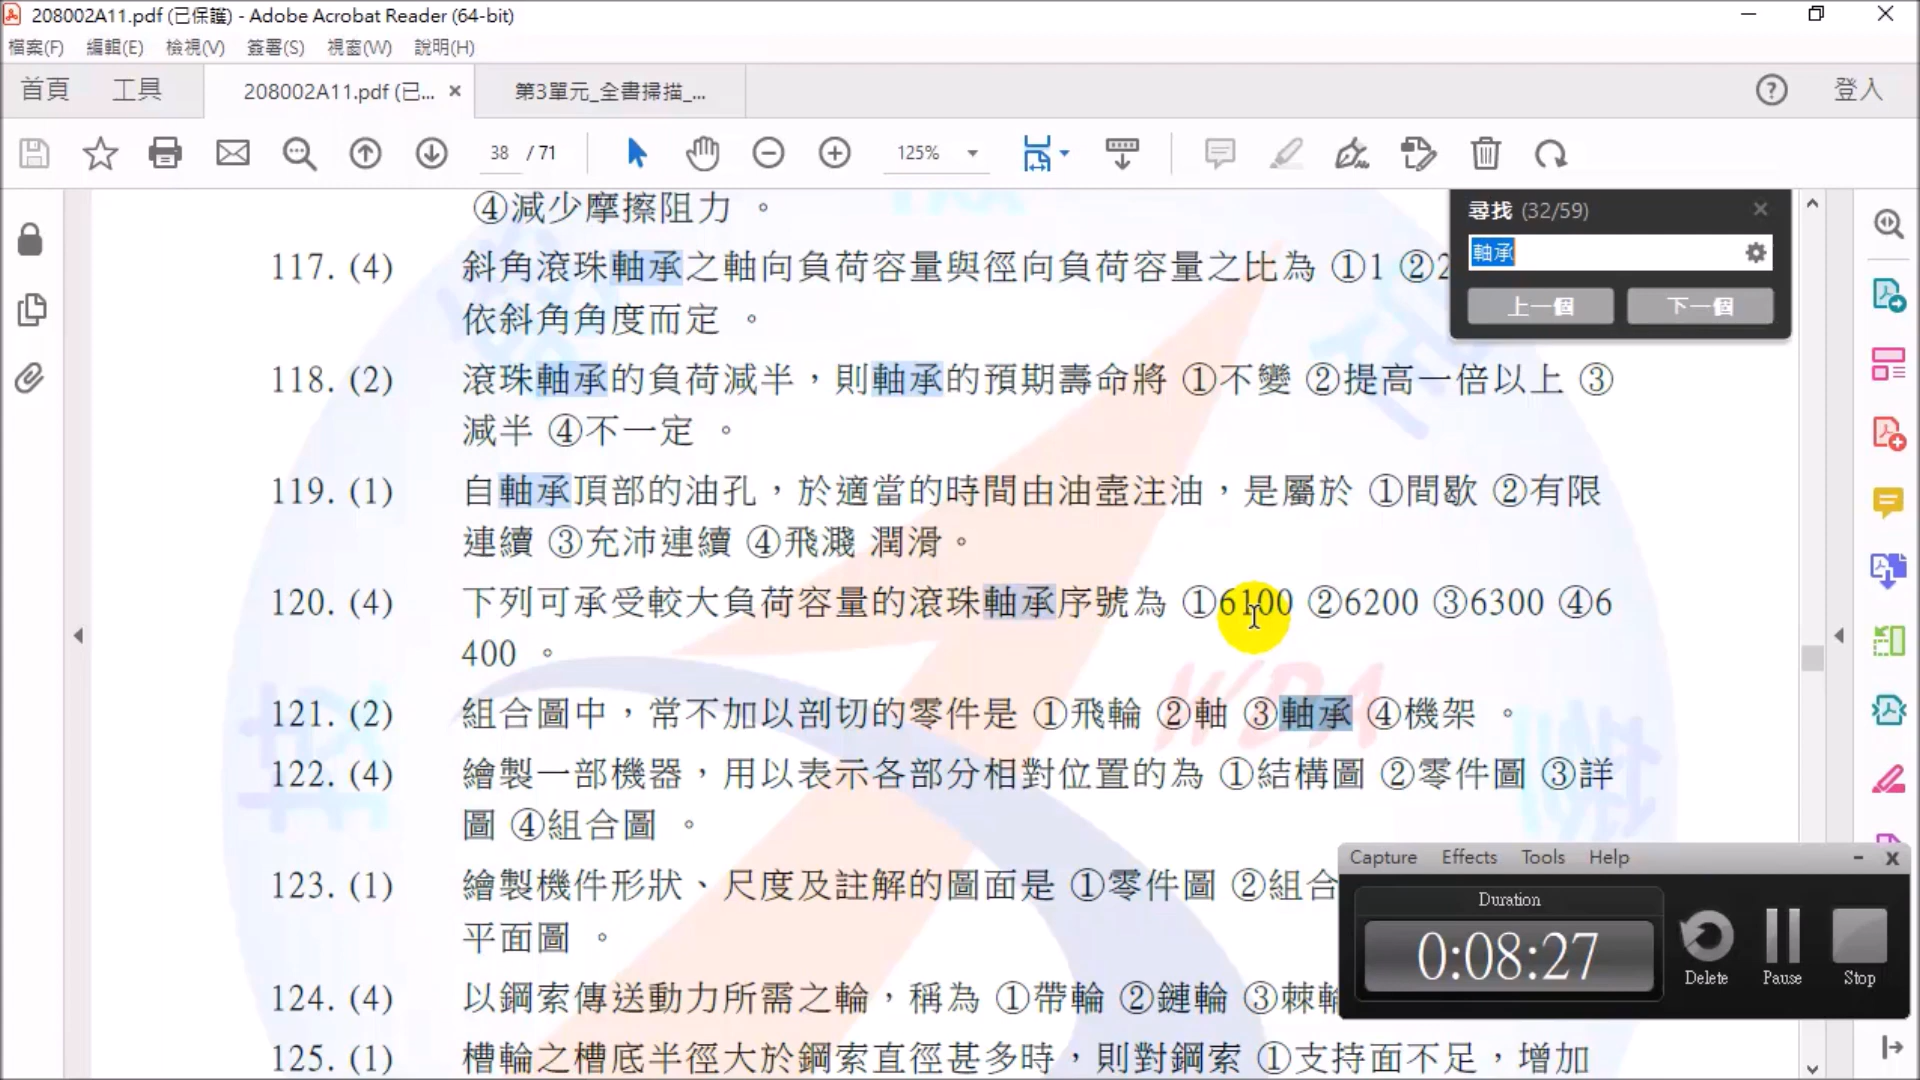 208002A11.pdf (已保護) - Adobe Acrobat Reader (64-bit)
檔案(F) 編輯(E) 檢視(V) 簽署(S) 視窗(W) 說明(H)
首頁 工具 208002A11.pdf (已... 第3單元_全書掃描_... 登入
38 / 71 125%
④減少摩擦阻力 。
尋找 (32/59)
軸承
上一個 下一個
117. (4) 斜角滾珠軸承之軸向負荷容量與徑向負荷容量之比為 ①1 ②2
依斜角角度而定 。
118. (2) 滾珠軸承的負荷減半，則軸承的預期壽命將 ①不變 ②提高一倍以上 ③
減半 ④不一定 。
119. (1) 自軸承頂部的油孔，於適當的時間由油壺注油，是屬於 ①間歇 ②有限
連續 ③充沛連續 ④飛濺 潤滑。
120. (4) 下列可承受較大負荷容量的滾珠軸承序號為 ①6100 ②6200 ③6300 ④6
400 。
121. (2) 組合圖中，常不加以剖切的零件是 ①飛輪 ②軸 ③軸承 ④機架 。
122. (4) 繪製一部機器，用以表示各部分相對位置的為 ①結構圖 ②零件圖 ③詳
圖 ④組合圖 。
123. (1) 繪製機件形狀、尺度及註解的圖面是 ①零件圖 ②組合
平面圖 。
124. (4) 以鋼索傳送動力所需之輪，稱為 ①帶輪 ②鏈輪 ③棘輪
125. (1) 槽輪之槽底半徑大於鋼索直徑甚多時，則對鋼索 ①支持面不足，增加
WDA
Capture Effects Tools Help
Duration
0:08:27
Delete Pause Stop